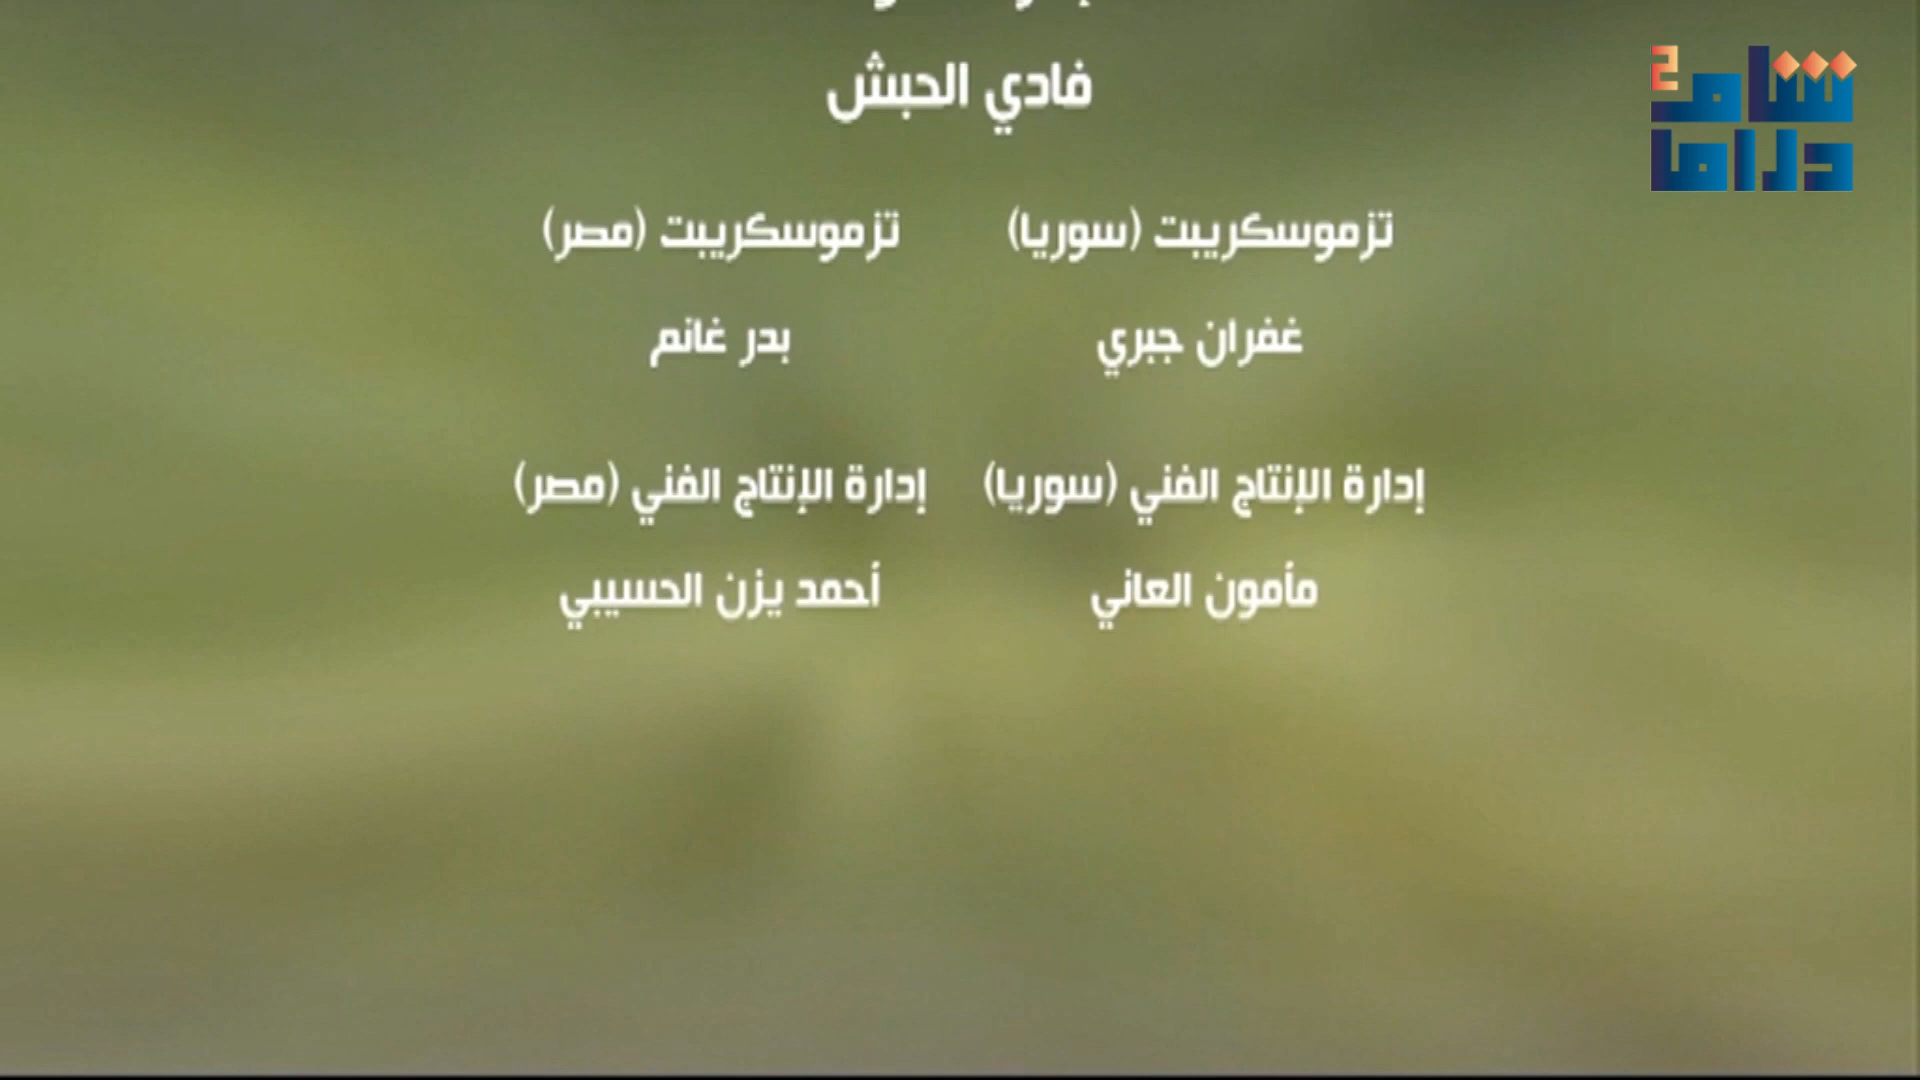 شام 2
دراما
فادي الحبش
تزموسكريبت (سوريا) تزموسكريبت (مصر)
غفران جبري بدر غانم
إدارة الإنتاج الفني (سوريا) إدارة الإنتاج الفني (مصر)
مأمون العاني أحمد يزن الحسيبي